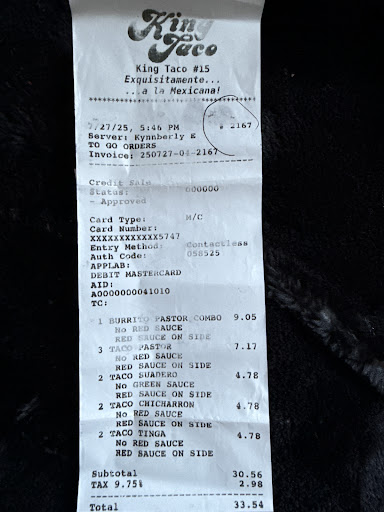 King
Taco
King Taco #15
Exquisitamente...
...a la Mexicana!
7/27/25, 5:46 PM # 2167
Server: Kynnberly E
TO GO ORDERS
Invoice: 250727-01-2167
Credit Sale
Status: 000000
- Approved
Card Type: M/C
Card Number:
XXXXXXXXXXXX5747
Entry Method: Contactless
Auth Code: 058525
APPLAB:
DEBIT MASTERCARD
AID:
A0000000041010
TC:
1 BURRITO PASTOR COMBO 9.05
No RED SAUCE
RED SAUCE ON SIDE
3 TACO PASTOR 7.17
No RED SAUCE
RED SAUCE ON SIDE
2 TACO SUADERO 4.78
No GREEN SAUCE
RED SAUCE ON SIDE
2 TACO CHICHARRON 4.78
No RED SAUCE
RED SAUCE ON SIDE
2 TACO TINGA 4.78
No RED SAUCE
RED SAUCE ON SIDE
Subtotal 30.56
TAX 9.75% 2.98
Total 33.54